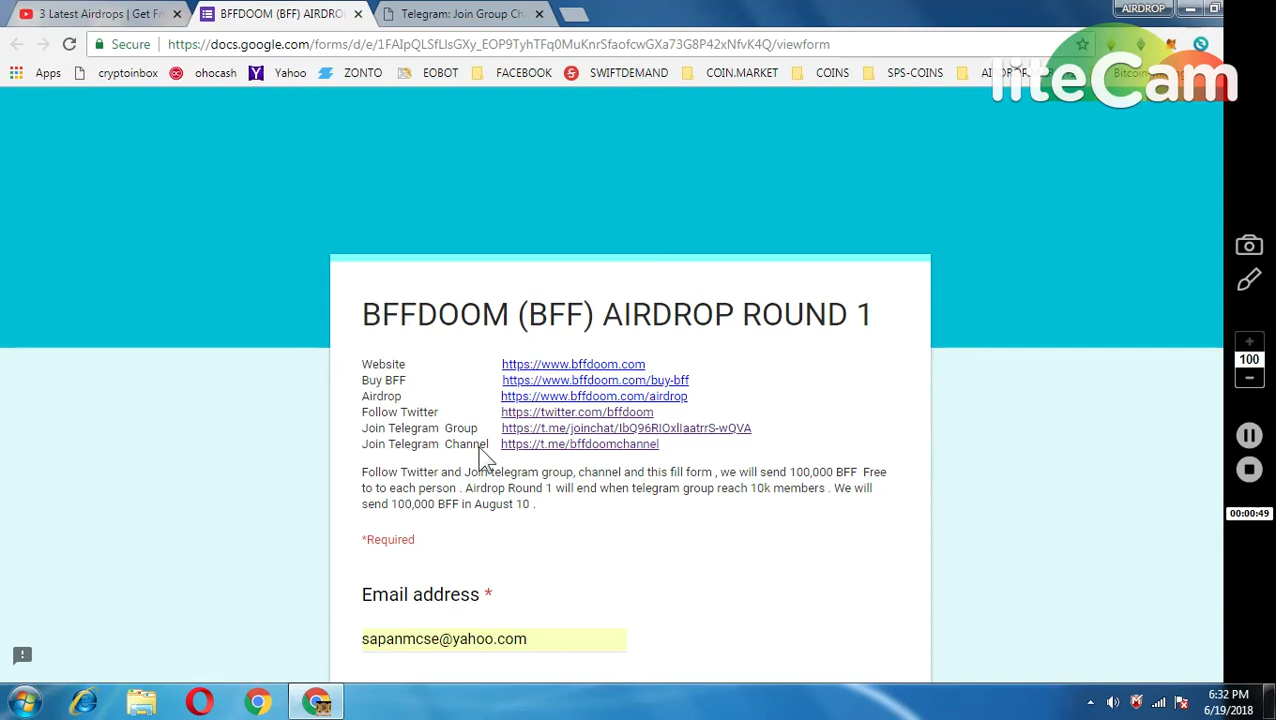 3 Latest Airdrops | Get F
BFFDOOM (BFF) AIRDRO
Telegram: Join Group Ch
AIRDROP
Secure
https://docs.google.com/forms/d/e/1FAIpQLSfLlsGXy_EOP9TyhTFq0MuKnrSfaofcwGXa73G8P42xNfvK4Q/viewform
Apps cryptoinbox ohocash Yahoo ZONTO EOBOT FACEBOOK SWIFTDEMAND COIN.MARKET COINS SPS-COINS
liteCam
BFFDOOM (BFF) AIRDROP ROUND 1
Website https://www.bffdoom.com
Buy BFF https://www.bffdoom.com/buy-bff
Airdrop https://www.bffdoom.com/airdrop
Follow Twitter https://twitter.com/bffdoom
Join Telegram Group https://t.me/joinchat/IbQ96RIOxlIaatrrS-wQVA
Join Telegram Channel https://t.me/bffdoomchannel
Follow Twitter and Join telegram group, channel and this fill form , we will send 100,000 BFF Free
to to each person . Airdrop Round 1 will end when telegram group reach 10k members . We will
send 100,000 BFF in August 10 .
*Required
Email address *
sapanmcse@yahoo.com
100
00:00:49
6:32 PM
6/19/2018